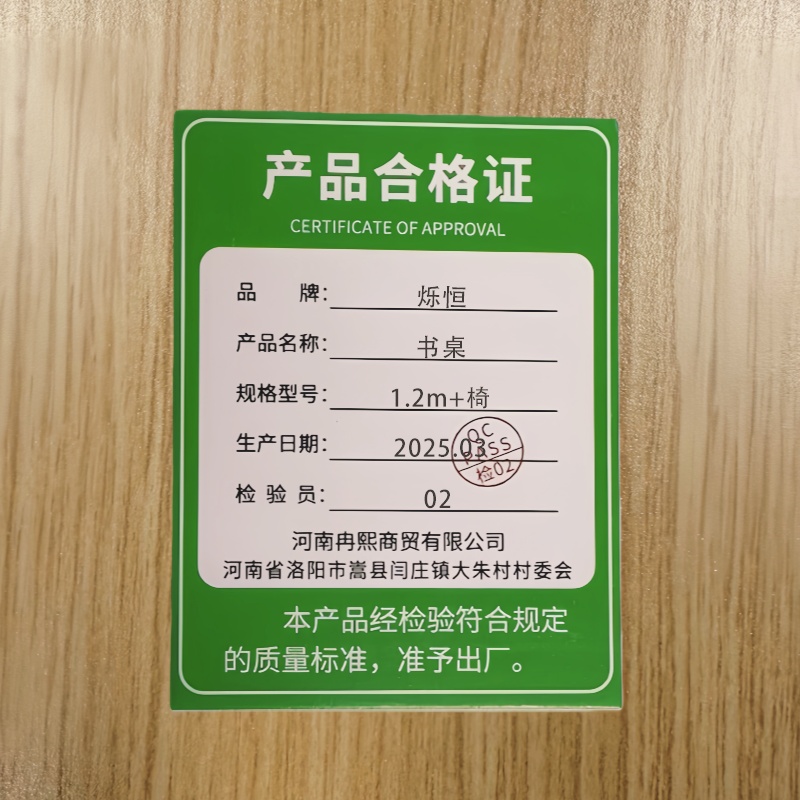 产品合格证
CERTIFICATE OF APPROVAL
品 牌：烁恒
产品名称：书桌
规格型号：1.2m+椅
生产日期：2025.03
QC
PASS
检02
检 验 员：02
河南冉熙商贸有限公司
河南省洛阳市嵩县闫庄镇大朱村村委会
本产品经检验符合规定
的质量标准，准予出厂。